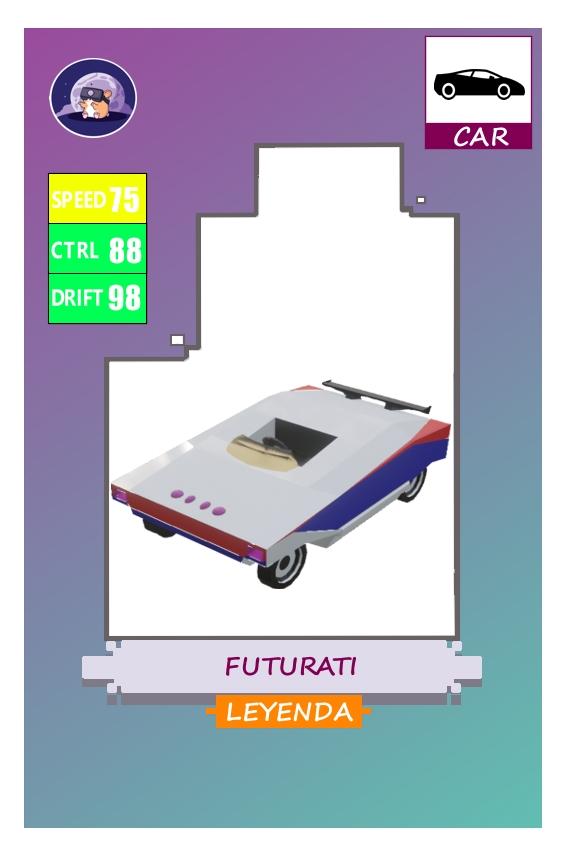 CAR
SPEED 75
CTRL 88
DRIFT 98
FUTURATI
LEYENDA